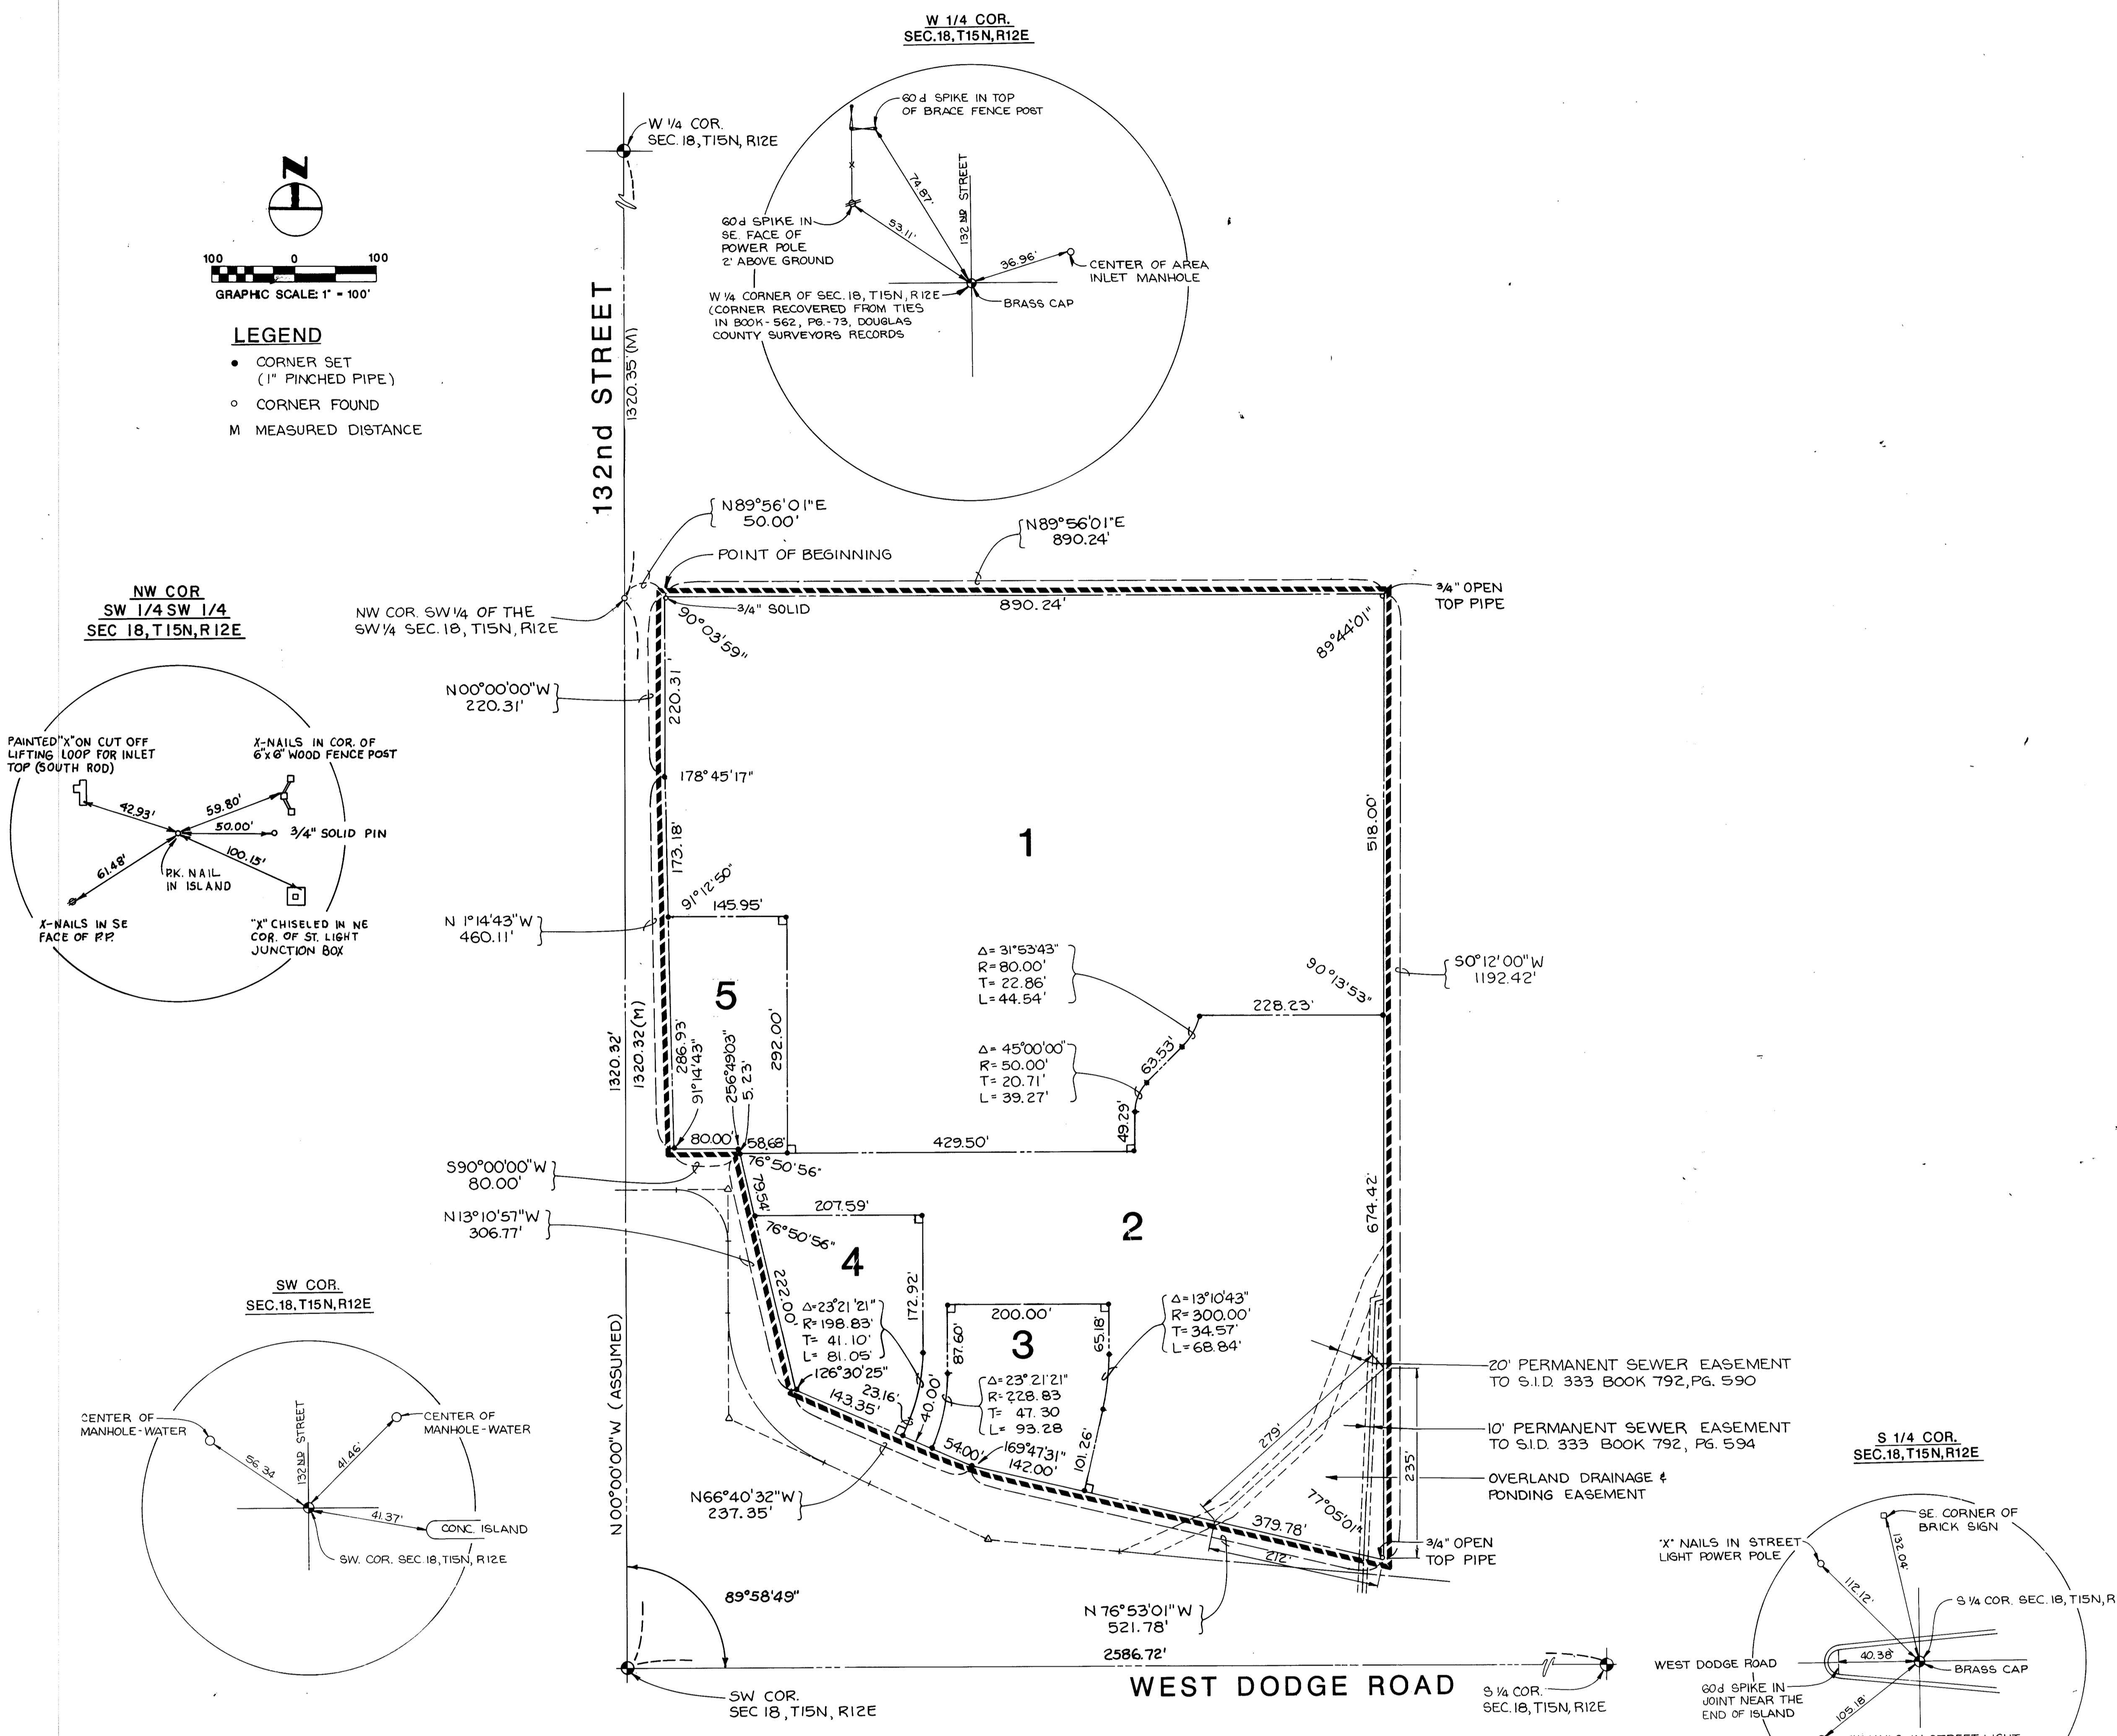 W 1/4 COR.
SEC.18,T15N,R12E
60d SPIKE IN TOP
OF BRACE FENCE POST
74.87'
132 ND STREET
53.11'
36.96'
60d SPIKE IN
SE. FACE OF
POWER POLE
2' ABOVE GROUND
CENTER OF AREA
INLET MANHOLE
BRASS CAP
W 1/4 CORNER OF SEC. 18, T15N, R12E
(CORNER RECOVERED FROM TIES
IN BOOK-562, PG.-73, DOUGLAS
COUNTY SURVEYORS RECORDS
W 1/4 COR.
SEC. 18, T15N, R12E
N
100 0 100
GRAPHIC SCALE: 1" = 100'
LEGEND
CORNER SET
(1" PINCHED PIPE)
CORNER FOUND
M MEASURED DISTANCE
132nd STREET
1320.35'(M)
N89°56'01"E
50.00'
POINT OF BEGINNING
N89°56'01"E
890.24'
3/4" SOLID
890.24'
3/4" OPEN
TOP PIPE
NW COR. SW1/4 OF THE
SW1/4 SEC. 18, T15N, R12E
90°03'59"
89°44'01"
NW COR
SW 1/4 SW 1/4
SEC 18, T15N, R12E
PAINTED "X" ON CUT OFF
LIFTING LOOP FOR INLET
TOP (SOUTH ROD)
X-NAILS IN COR. OF
6"x6" WOOD FENCE POST
42.93'
59.80'
50.00'
3/4" SOLID PIN
100.15'
61.48'
P.K. NAIL
IN ISLAND
X-NAILS IN SE
FACE OF P.P.
"X" CHISELED IN NE
COR. OF ST. LIGHT
JUNCTION BOX
N00°00'00"W
220.31'
220.31'
178°45'17"
173.18'
91°12'50"
145.95'
N 1°14'43"W
460.11'
1
518.00'
S0°12'00"W
1192.42'
90°13'53"
228.23'
Δ= 31°53'43"
R= 80.00'
T= 22.86'
L= 44.54'
63.53'
Δ= 45°00'00"
R= 50.00'
T= 20.71'
L= 39.27'
49.29'
5
286.93'
91°14'43"
256°49'03"
5.23'
292.00'
1320.32'
1320.32 (M)
80.00'
58.68'
429.50'
76°50'56"
S90°00'00"W
80.00'
N13°10'57"W
306.77'
79.54'
207.59'
76°50'56"
4
222.00'
172.92'
2
674.42'
Δ=23°21'21"
R= 198.83'
T= 41.10'
L= 81.05'
200.00'
87.60'
3
65.18'
Δ= 13°10'43"
R= 300.00'
T= 34.57'
L= 68.84'
126°30'25"
23.16'
143.35'
40.00'
Δ= 23°21'21"
R= 228.83
T= 47.30
L= 93.28
54.00'
169°47'31"
142.00'
101.26'
20' PERMANENT SEWER EASEMENT
TO S.I.D. 333 BOOK 792, PG. 590
10' PERMANENT SEWER EASEMENT
TO S.I.D. 333 BOOK 792, PG. 594
OVERLAND DRAINAGE &
PONDING EASEMENT
279'
235'
77°05'01"
379.78'
212'
3/4" OPEN
TOP PIPE
N66°40'32"W
237.35'
N 76°53'01"W
521.78'
N 00°00'00"W (ASSUMED)
89°58'49"
2586.72'
WEST DODGE ROAD
SW COR.
SEC 18, T15N, R12E
S 1/4 COR.
SEC. 18, T15N, R12E
SW COR.
SEC.18, T15N, R12E
CENTER OF
MANHOLE-WATER
CENTER OF
MANHOLE-WATER
56.34
132 ND STREET
41.46'
41.37'
CONC. ISLAND
SW. COR. SEC. 18, T15N, R12E
S 1/4 COR.
SEC.18,T15N,R12E
SE. CORNER OF
BRICK SIGN
"X" NAILS IN STREET
LIGHT POWER POLE
132.04'
112.12'
S 1/4 COR. SEC. 18, T15N, R
WEST DODGE ROAD
40.38'
BRASS CAP
60d SPIKE IN
JOINT NEAR THE
END OF ISLAND
105.18'